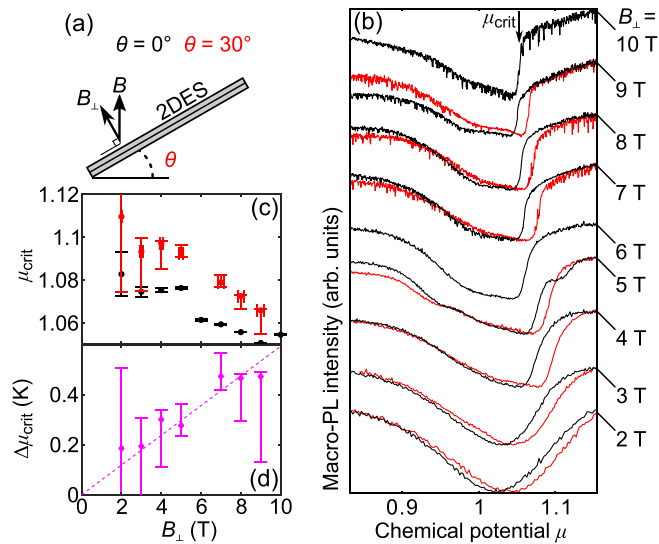 (a)
θ = 0° θ = 30°
B⊥ B
2DES
θ
(b)
μcrit
B⊥ =
10 T
9 T
8 T
7 T
6 T
5 T
4 T
3 T
2 T
Macro-PL intensity (arb. units)
0.9 1 1.1
Chemical potential μ
(c)
1.12
1.1
1.08
1.06
μcrit
(d)
0.4
0.2
0
Δμcrit (K)
0 2 4 6 8 10
B⊥ (T)